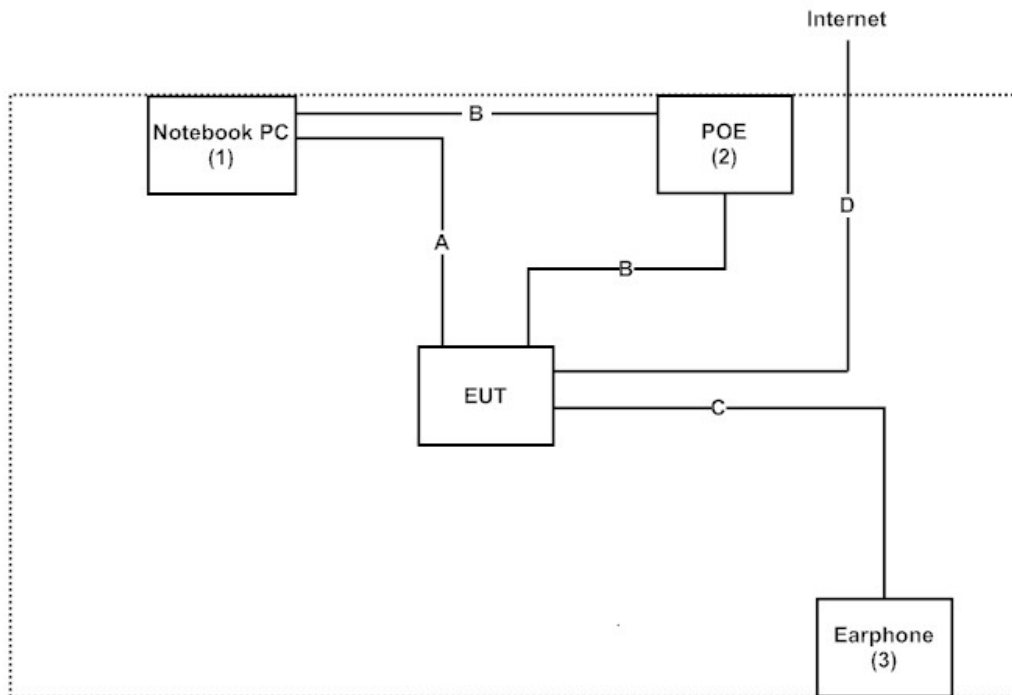 Internet
Notebook PC
(1)
B
POE
(2)
D
A
B
EUT
C
Earphone
(3)